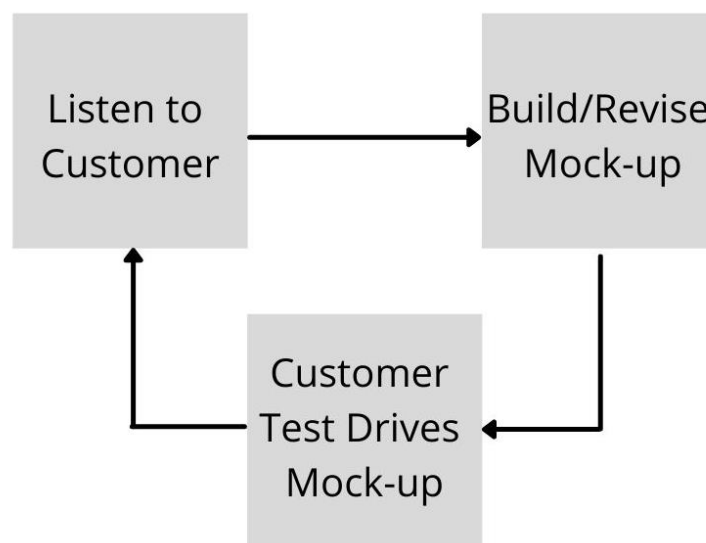 Listen to
Customer
Build/Revise
Mock-up
Customer
Test Drives
Mock-up